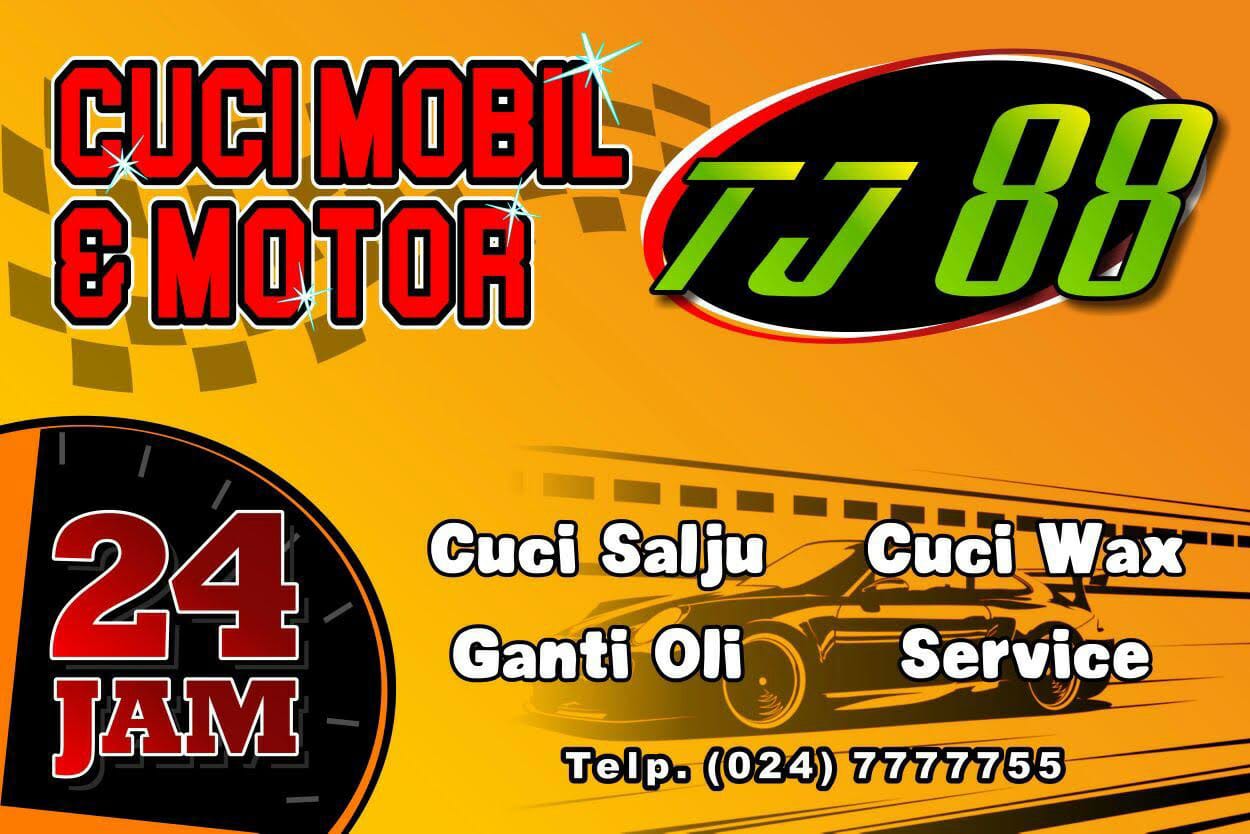 CUCI MOBIL
& MOTOR
TJ 88
24
JAM
Cuci Salju
Cuci Wax
Ganti Oli
Service
Telp. (024) 7777755